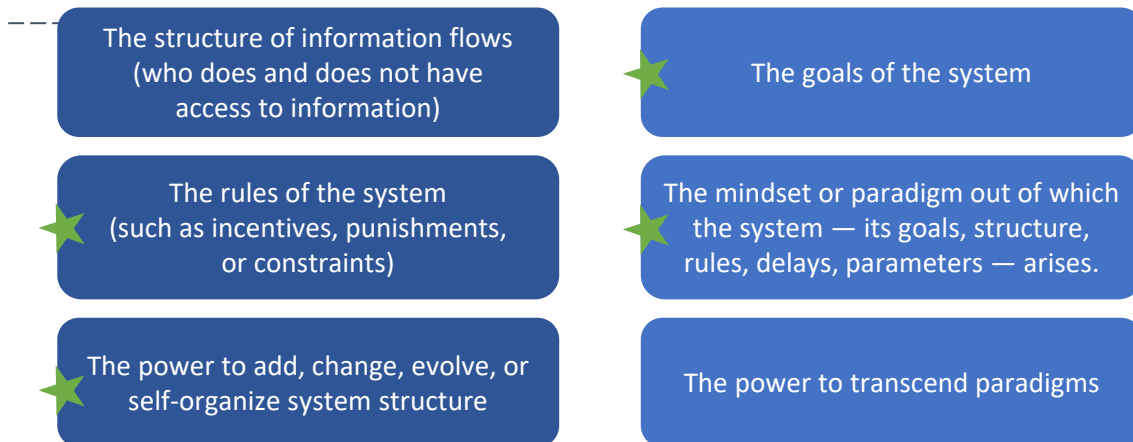 The structure of information flows
(who does and does not have
access to information)
The rules of the system
(such as incentives, punishments,
or constraints)
The power to add, change, evolve, or
self-organize system structure
The goals of the system
The mindset or paradigm out of which
the system — its goals, structure,
rules, delays, parameters — arises.
The power to transcend paradigms